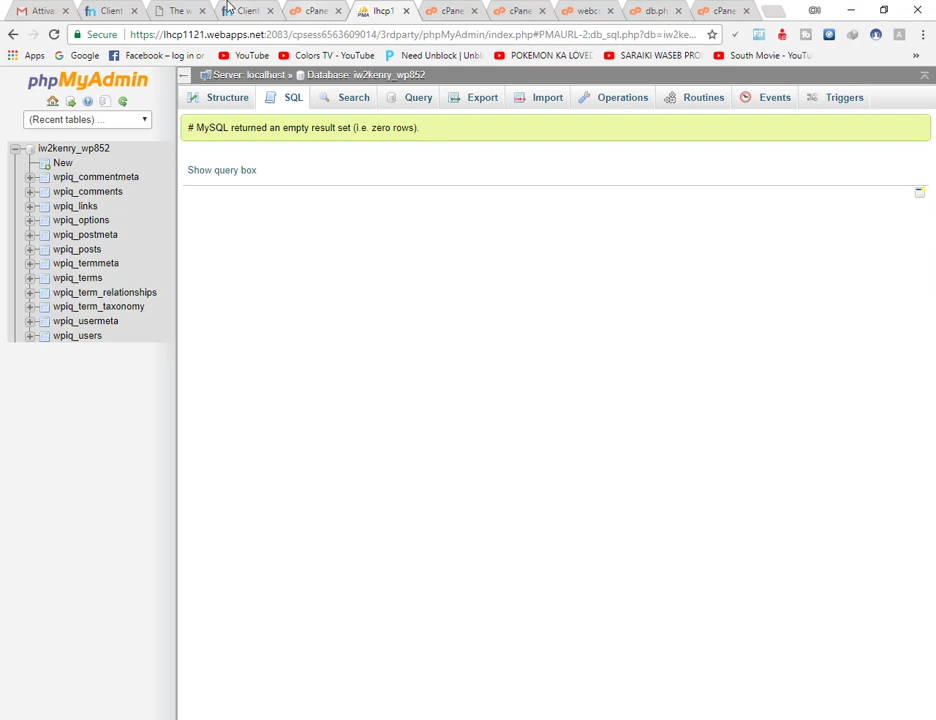 Attiva
Client
The w
Client
cPane
lhcp1
cPane
cPane
webc
db.ph
cPane
Secure
https://lhcp1121.webapps.net:2083/cpsess6563609014/3rdparty/phpMyAdmin/index.php#PMAURL-2:db_sql.php?db=iw2ke...
Apps
Google
Facebook – log in or
YouTube
Colors TV - YouTube
Need Unblock | Unbl
POKEMON KA LOVE
SARAIKI WASEB PRO
South Movie - YouTu
»
phpMyAdmin
(Recent tables) ...
iw2kenry_wp852
New
wpiq_commentmeta
wpiq_comments
wpiq_links
wpiq_options
wpiq_postmeta
wpiq_posts
wpiq_termmeta
wpiq_terms
wpiq_term_relationships
wpiq_term_taxonomy
wpiq_usermeta
wpiq_users
Server: localhost » Database: iw2kenry_wp852
Structure
SQL
Search
Query
Export
Import
Operations
Routines
Events
Triggers
# MySQL returned an empty result set (i.e. zero rows).
Show query box